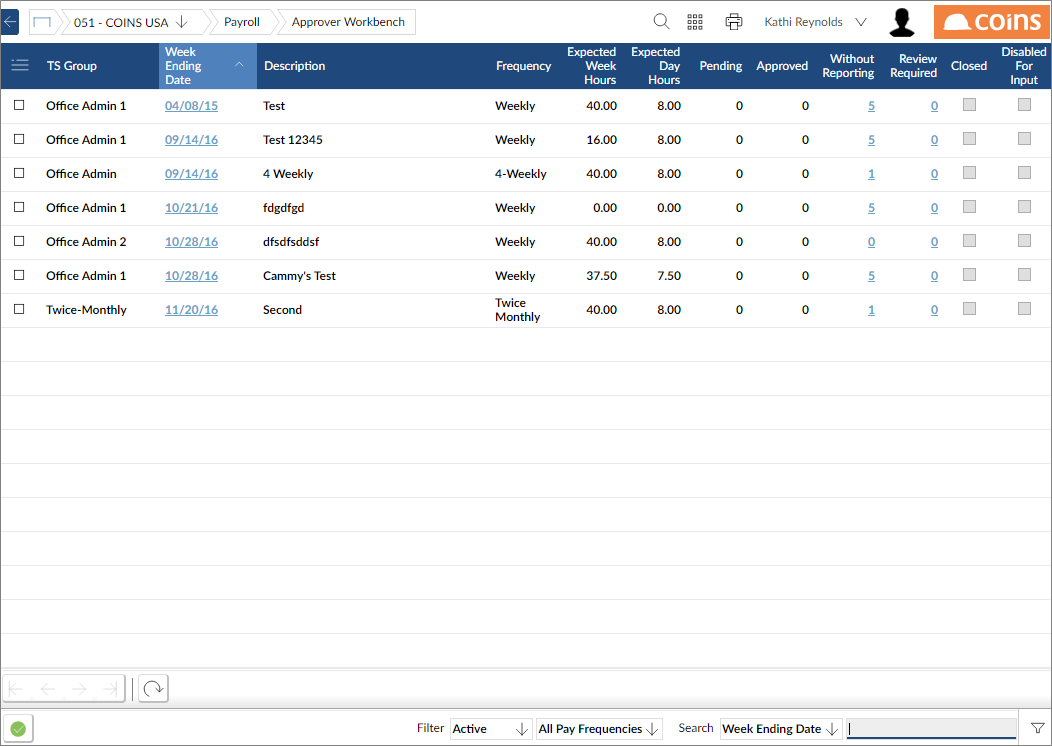 051 - COINS USA Payroll Approver Workbench Kathi Reynolds coins
TS Group Week Ending Date Description Frequency Expected Week Hours Expected Day Hours Pending Approved Without Reporting Review Required Closed Disabled For Input
Office Admin 1 04/08/15 Test Weekly 40.00 8.00 0 0 5 0
Office Admin 1 09/14/16 Test 12345 Weekly 16.00 8.00 0 0 5 0
Office Admin 09/14/16 4 Weekly 4-Weekly 40.00 8.00 0 0 1 0
Office Admin 1 10/21/16 fdgdfgd Weekly 0.00 0.00 0 0 5 0
Office Admin 2 10/28/16 dfsdfsddsf Weekly 40.00 8.00 0 0 0 0
Office Admin 1 10/28/16 Cammy's Test Weekly 37.50 7.50 0 0 5 0
Twice-Monthly 11/20/16 Second Twice Monthly 40.00 8.00 0 0 1 0
Filter Active All Pay Frequencies Search Week Ending Date